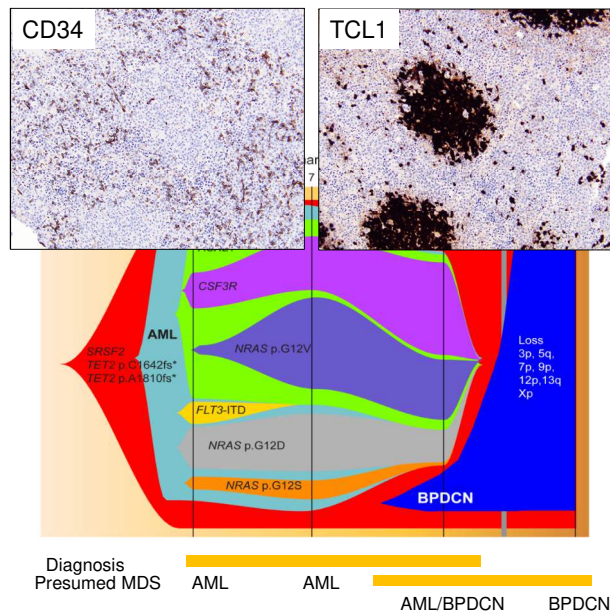 CD34
TCL1
7
CSF3R
AML
SRSF2
TET2 p.C1642fs*
TET2 p.A1810fs*
NRAS p.G12V
Loss
3p, 5q,
7p, 9p,
12p,13q
Xp
FLT3-ITD
NRAS p.G12D
NRAS p.G12S
BPDCN
Diagnosis
Presumed MDS
AML
AML
AML/BPDCN
BPDCN